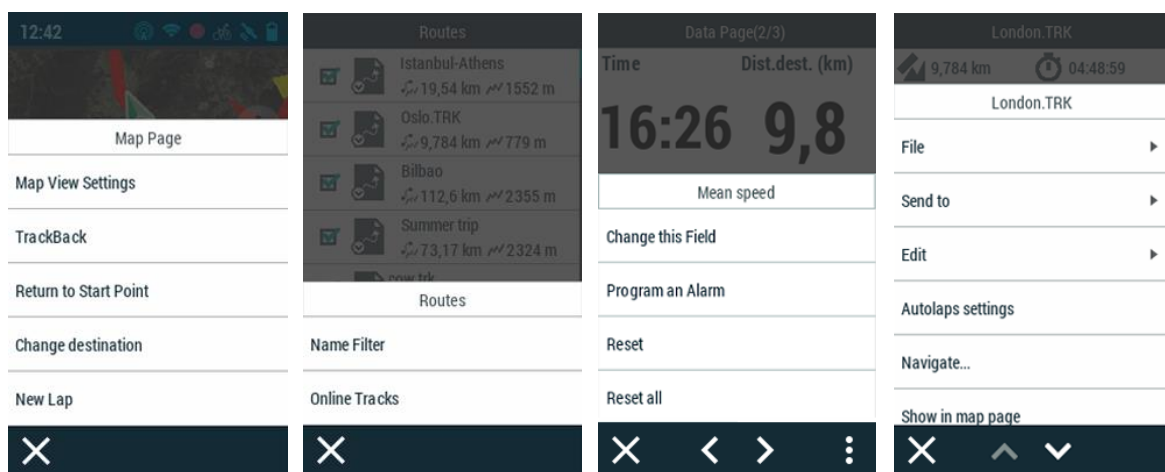 12:42
Map Page
Map View Settings
TrackBack
Return to Start Point
Change destination
New Lap
Routes
Istanbul-Athens
19,54 km 1552 m
Oslo.TRK
9,784 km 779 m
Bilbao
112,6 km 2355 m
Summer trip
73,17 km 2324 m
cow.trk
Routes
Name Filter
Online Tracks
Data Page(2/3)
Time Dist.dest. (km)
16:26 9,8
Mean speed
Change this Field
Program an Alarm
Reset
Reset all
London.TRK
9,784 km 04:48:59
London.TRK
File
Send to
Edit
Autolaps settings
Navigate...
Show in map page